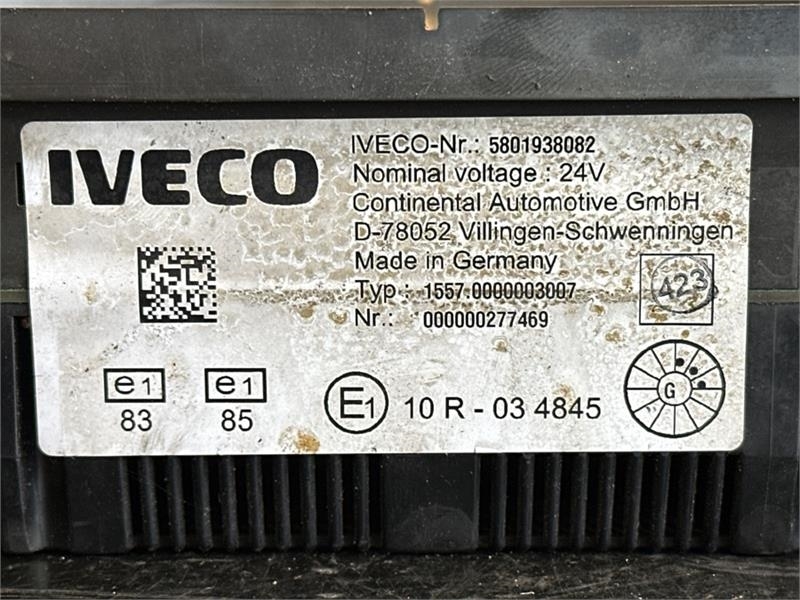 IVECO
IVECO-Nr.: 5801938082
Nominal voltage : 24V
Continental Automotive GmbH
D-78052 Villingen-Schwenningen
Made in Germany
Typ : 1557.0000003007
Nr.: 000000277469
423
e1
83
e1
85
E1
10 R - 03 4845
G